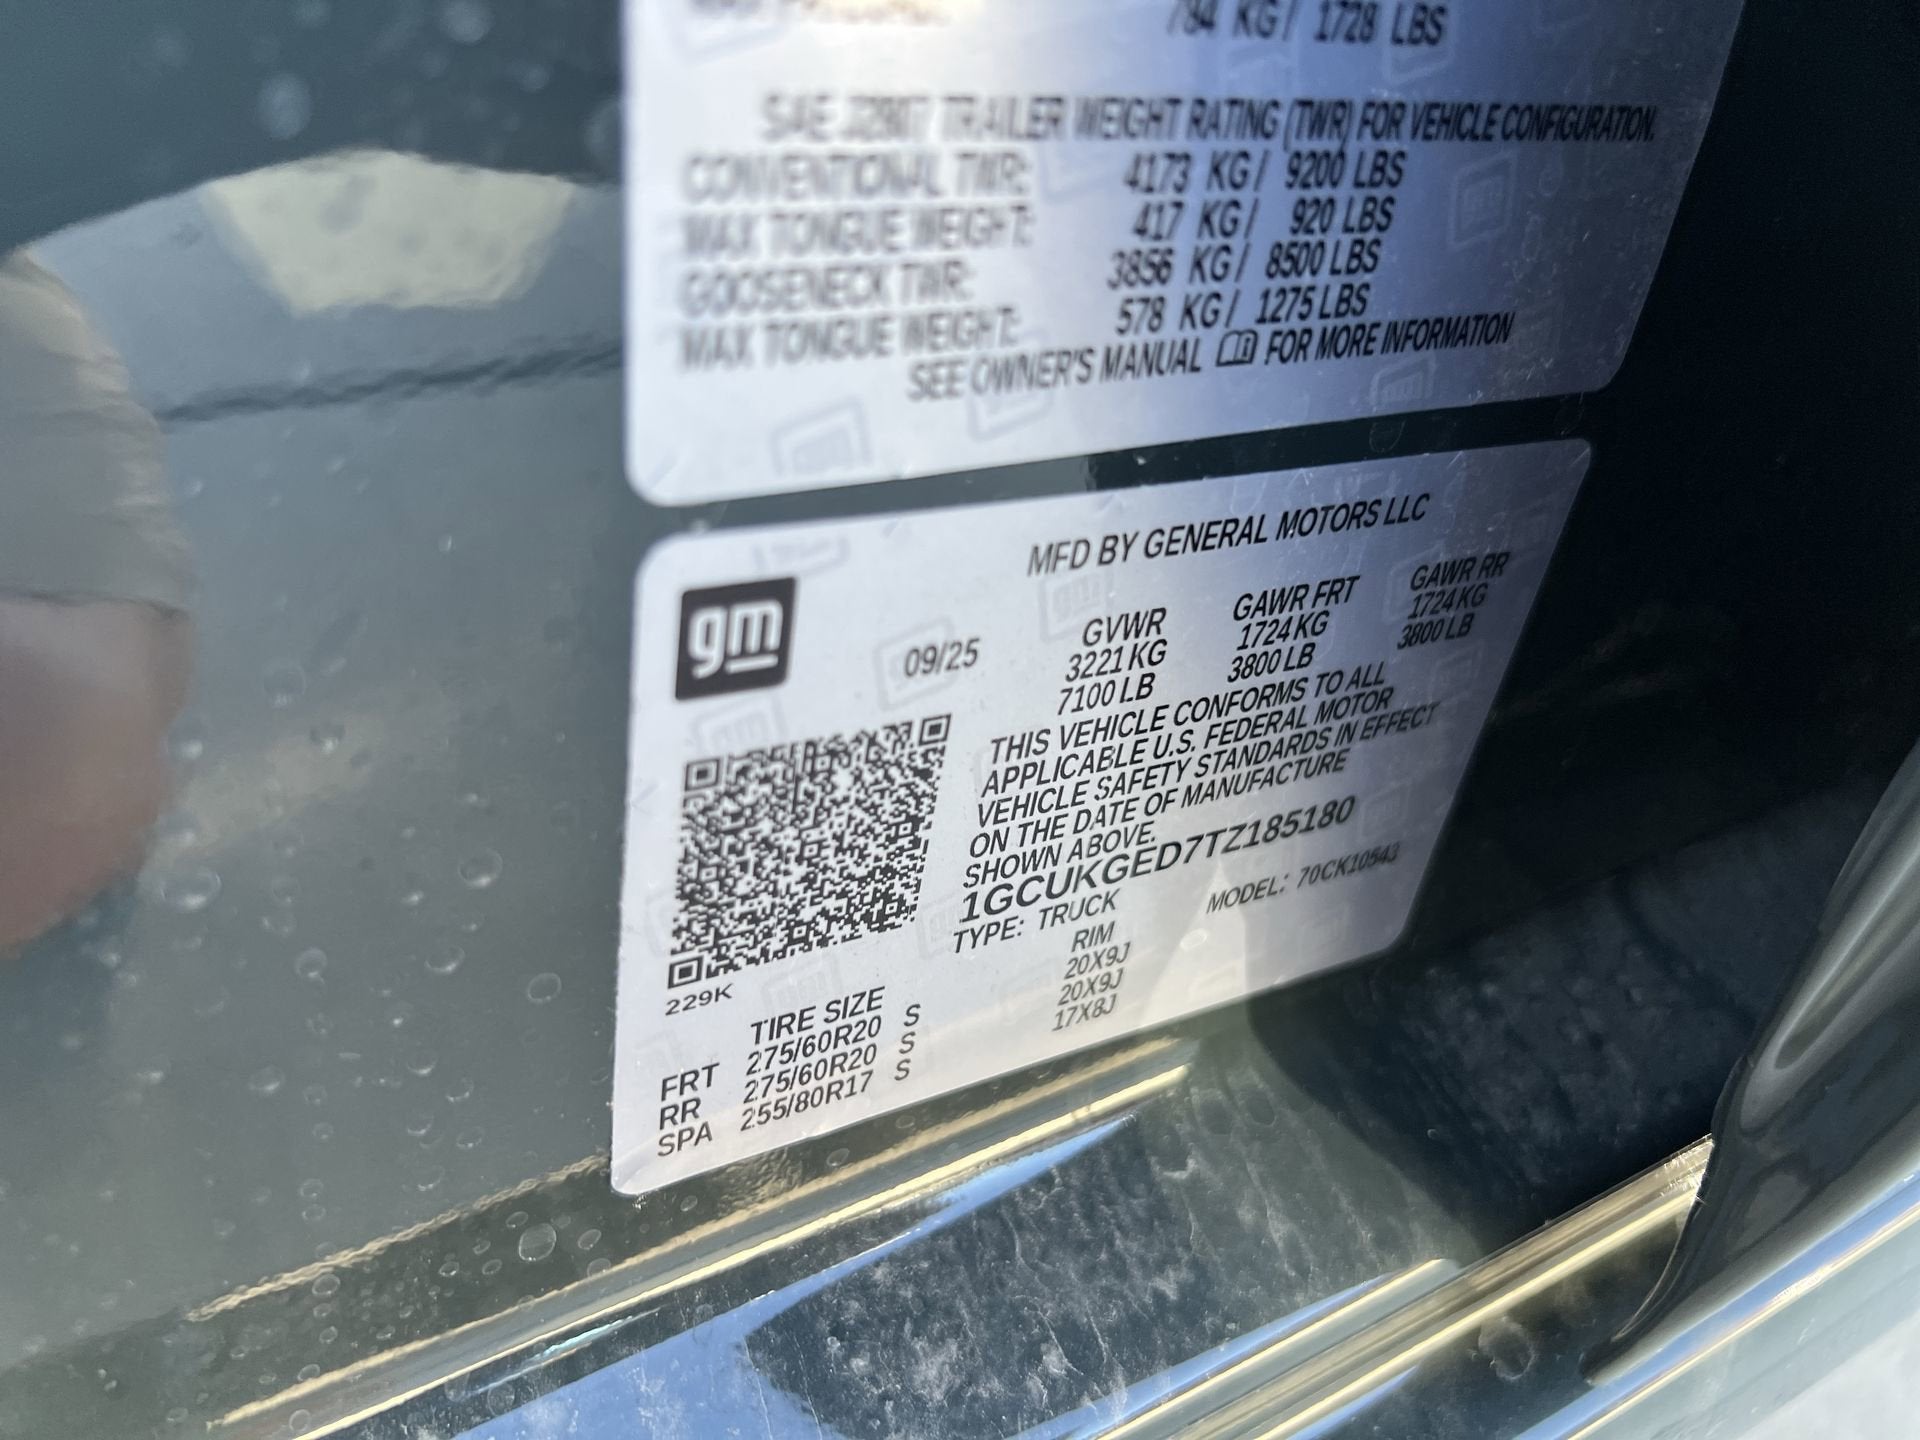 784 KG/ 1728 LBS
SAE J2807 TRAILER WEIGHT RATING (TWR) FOR VEHICLE CONFIGURATION.
CONVENTIONAL TWR: 4173 KG/ 9200 LBS
MAX TONGUE WEIGHT: 417 KG/ 920 LBS
GOOSENECK TWR: 3856 KG/ 8500 LBS
MAX TONGUE WEIGHT: 578 KG/ 1275 LBS
SEE OWNER'S MANUAL FOR MORE INFORMATION
MFD BY GENERAL MOTORS LLC
gm
09/25
GVWR GAWR FRT GAWR RR
3221 KG 1724 KG 1724 KG
7100 LB 3800 LB 3800 LB
THIS VEHICLE CONFORMS TO ALL
APPLICABLE U.S. FEDERAL MOTOR
VEHICLE SAFETY STANDARDS IN EFFECT
ON THE DATE OF MANUFACTURE
SHOWN ABOVE.
1GCUKGED7TZ185180
TYPE: TRUCK MODEL: 70CK10543
229K
TIRE SIZE RIM
FRT 275/60R20 S 20X9J
RR 275/60R20 S 20X9J
SPA 255/80R17 S 17X8J